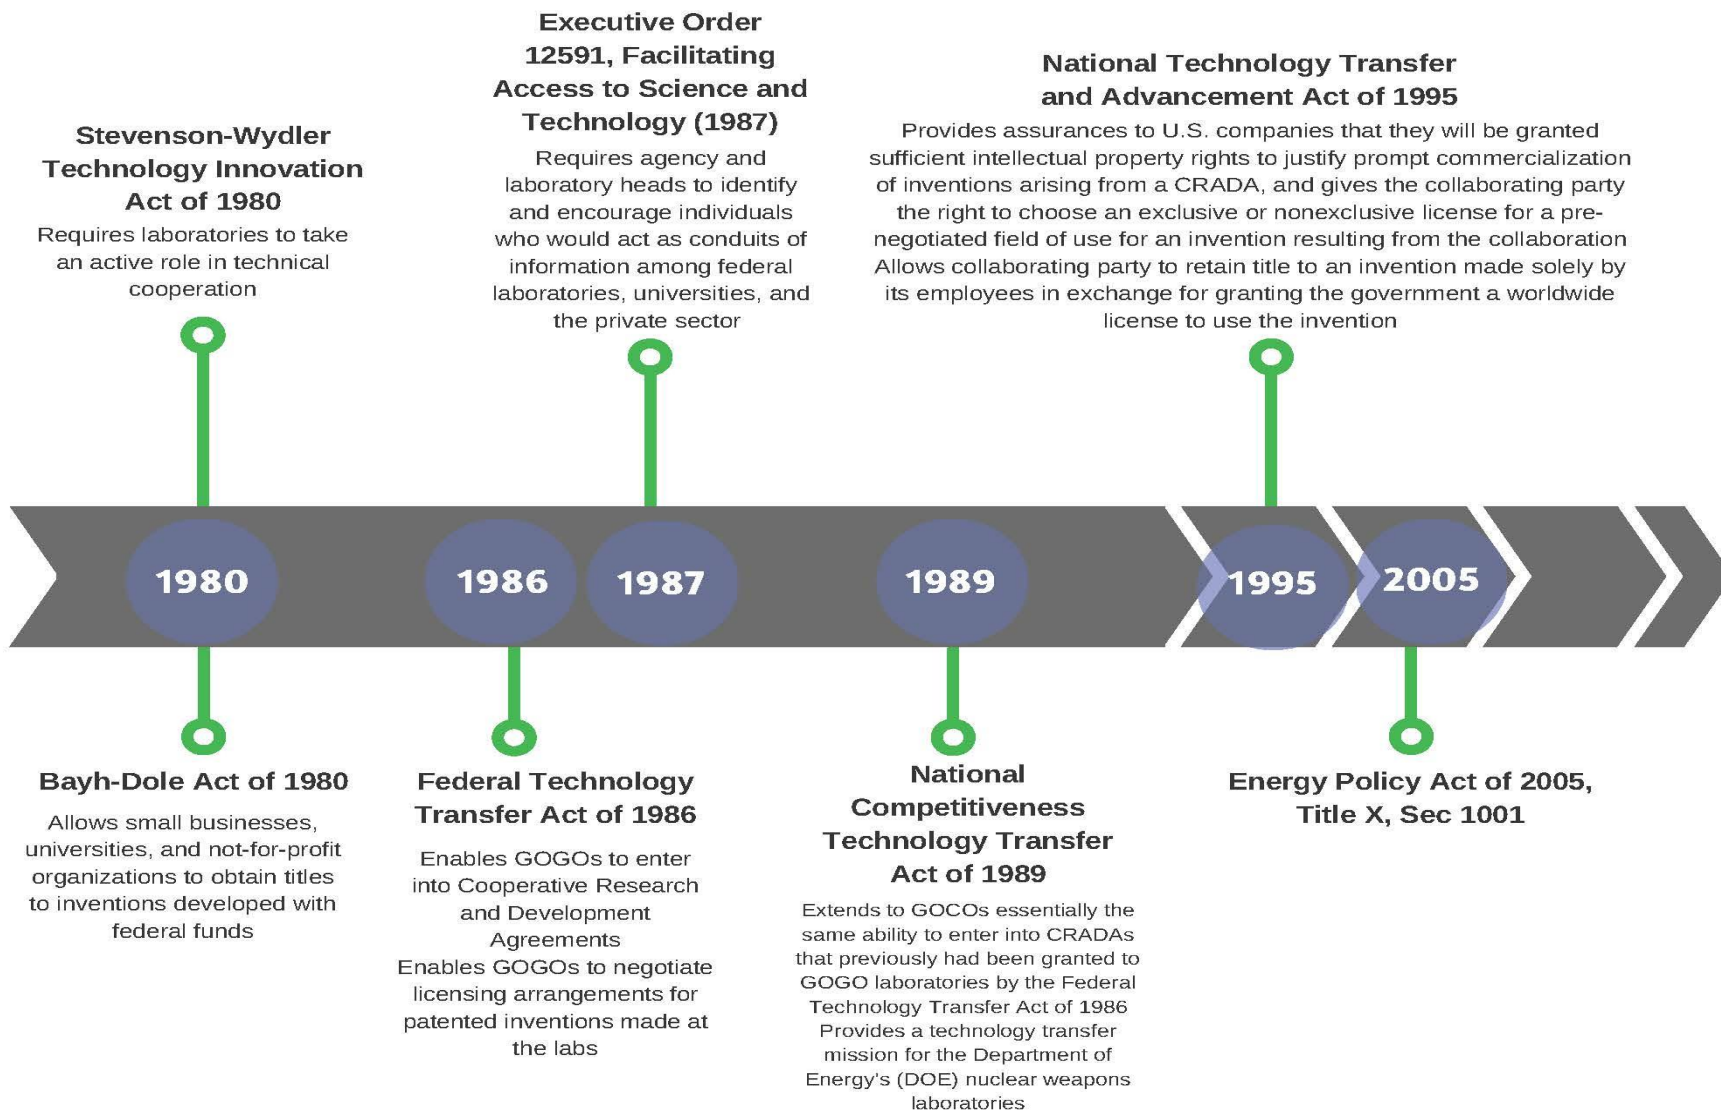 Stevenson-Wydler
Technology Innovation
Act of 1980
Requires laboratories to take
an active role in technical
cooperation
Executive Order
12591, Facilitating
Access to Science and
Technology (1987)
Requires agency and
laboratory heads to identify
and encourage individuals
who would act as conduits of
information among federal
laboratories, universities, and
the private sector
National Technology Transfer
and Advancement Act of 1995
Provides assurances to U.S. companies that they will be granted
sufficient intellectual property rights to justify prompt commercialization
of inventions arising from a CRADA, and gives the collaborating party
the right to choose an exclusive or nonexclusive license for a pre-
negotiated field of use for an invention resulting from the collaboration
Allows collaborating party to retain title to an invention made solely by
its employees in exchange for granting the government a worldwide
license to use the invention
1980
1986
1987
1989
1995
2005
Bayh-Dole Act of 1980
Allows small businesses,
universities, and not-for-profit
organizations to obtain titles
to inventions developed with
federal funds
Federal Technology
Transfer Act of 1986
Enables GOGOs to enter
into Cooperative Research
and Development
Agreements
Enables GOGOs to negotiate
licensing arrangements for
patented inventions made at
the labs
National
Competitiveness
Technology Transfer
Act of 1989
Extends to GOCOs essentially the
same ability to enter into CRADAs
that previously had been granted to
GOGO laboratories by the Federal
Technology Transfer Act of 1986
Provides a technology transfer
mission for the Department of
Energy's (DOE) nuclear weapons
laboratories
Energy Policy Act of 2005,
Title X, Sec 1001